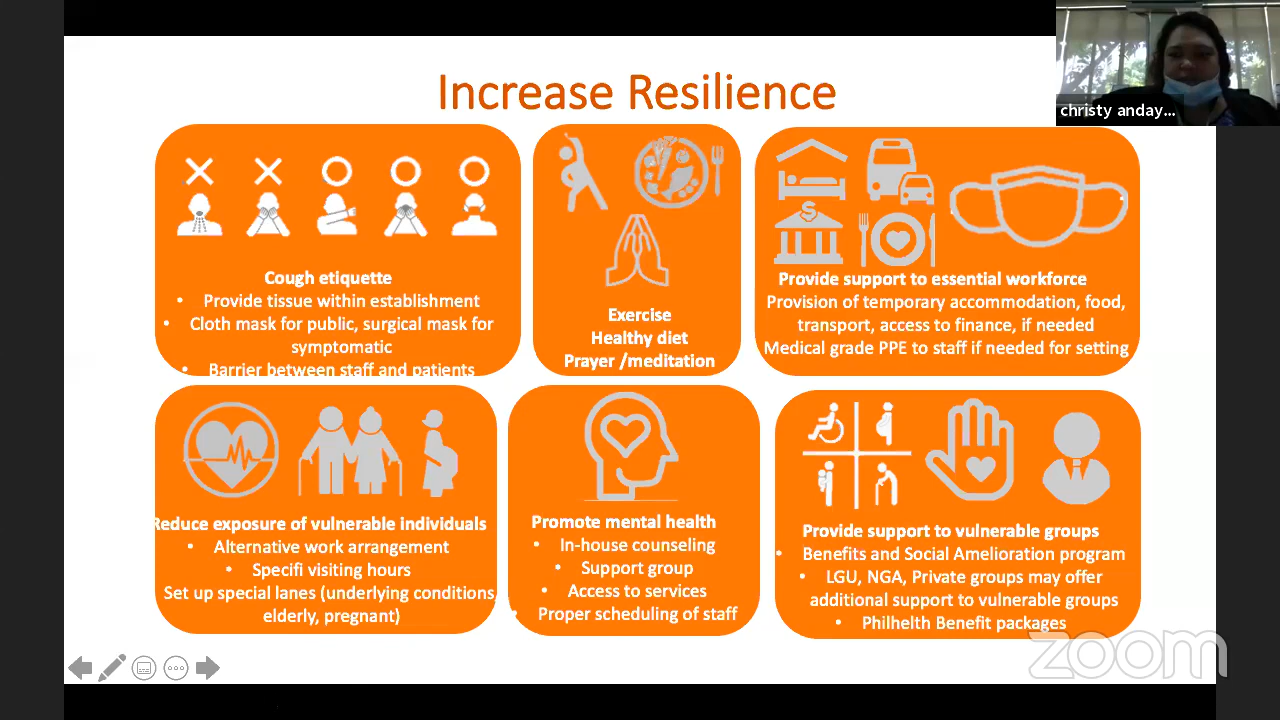 Increase Resilience
christy anday...
Cough etiquette
• Provide tissue within establishment
• Cloth mask for public, surgical mask for
symptomatic
• Barrier between staff and patients
Exercise
Healthy diet
Prayer /meditation
$
Provide support to essential workforce
Provision of temporary accommodation, food,
transport, access to finance, if needed
Medical grade PPE to staff if needed for setting
Reduce exposure of vulnerable individuals
• Alternative work arrangement
• Specifi visiting hours
Set up special lanes (underlying conditions,
elderly, pregnant)
Promote mental health
• In-house counseling
• Support group
• Access to services
• Proper scheduling of staff
Provide support to vulnerable groups
• Benefits and Social Amelioration program
• LGU, NGA, Private groups may offer
additional support to vulnerable groups
• Philhelth Benefit packages
zoom